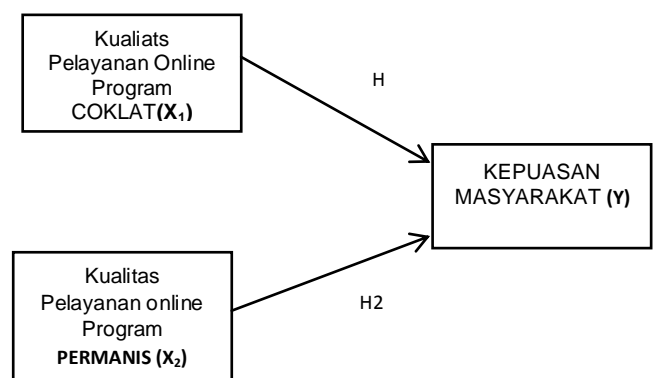 Kualiats
Pelayanan Online
Program
COKLAT(X₁)
H
KEPUASAN
MASYARAKAT (Y)
Kualitas
Pelayanan online
Program
PERMANIS (X₂)
H2